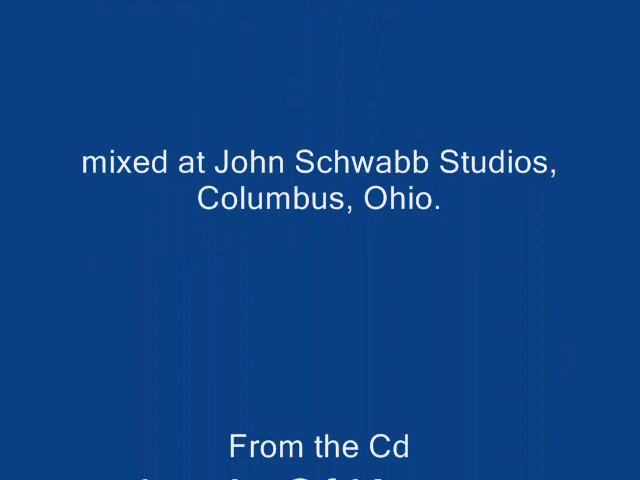 mixed at John Schwabb Studios,
Columbus, Ohio.
From the Cd